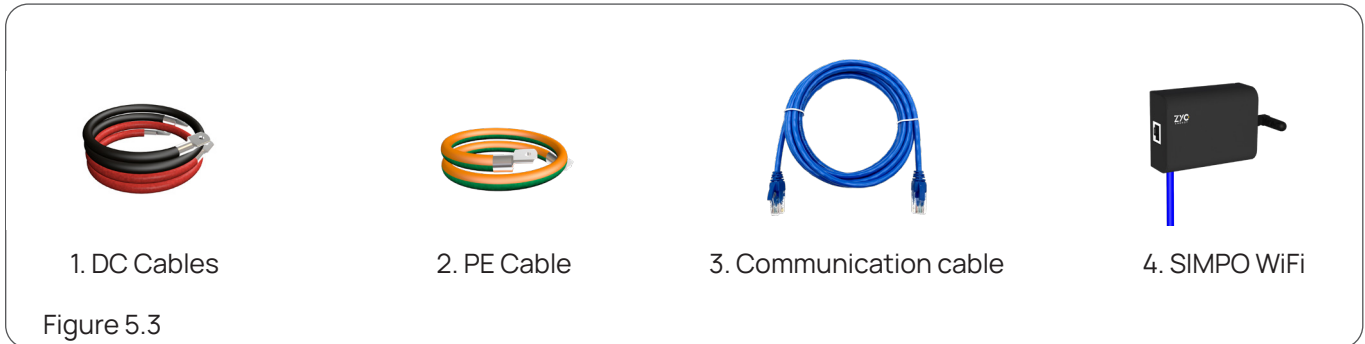 ZYC
1. DC Cables
2. PE Cable
3. Communication cable
4. SIMPO WiFi
Figure 5.3